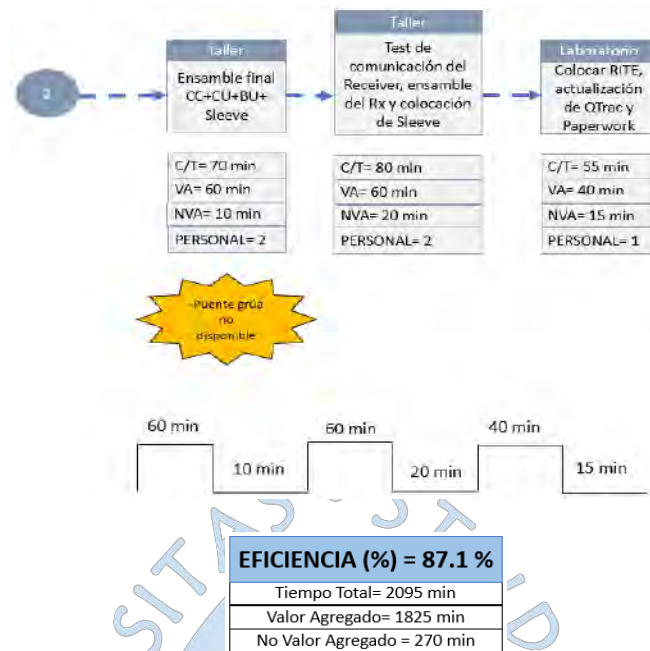 2
Taller
Ensamble final
CC+CU+BU+
Sleeve
C/T= 70 min
VA= 60 min
NVA= 10 min
PERSONAL= 2
Taller
Test de
comunicación del
Receiver, ensamble
del Rx y colocación
de Sleeve
C/T= 80 min
VA= 60 min
NVA= 20 min
PERSONAL= 2
Laboratorio
Colocar RITE,
actualización
de QTrac y
Paperwork
C/T= 55 min
VA= 40 min
NVA= 15 min
PERSONAL= 1
-Puente grúa
no
disponible
60 min
10 min
60 min
20 min
40 min
15 min
SITAS STUD
EFICIENCIA (%) = 87.1 %
Tiempo Total= 2095 min
Valor Agregado= 1825 min
No Valor Agregado = 270 min